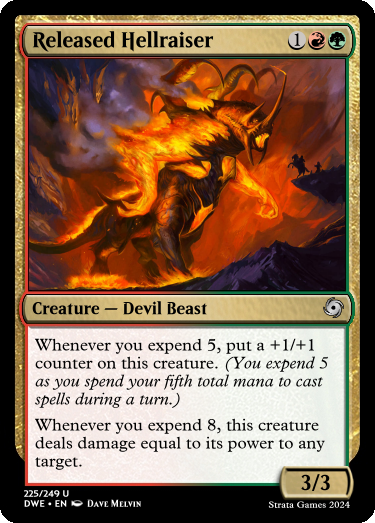 Released Hellraiser 1
Creature — Devil Beast
Whenever you expend 5, put a +1/+1
counter on this creature. (You expend 5
as you spend your fifth total mana to cast
spells during a turn.)
Whenever you expend 8, this creature
deals damage equal to its power to any
target.
3/3
225/249 U
DWE • EN Dave Melvin
Strata Games 2024